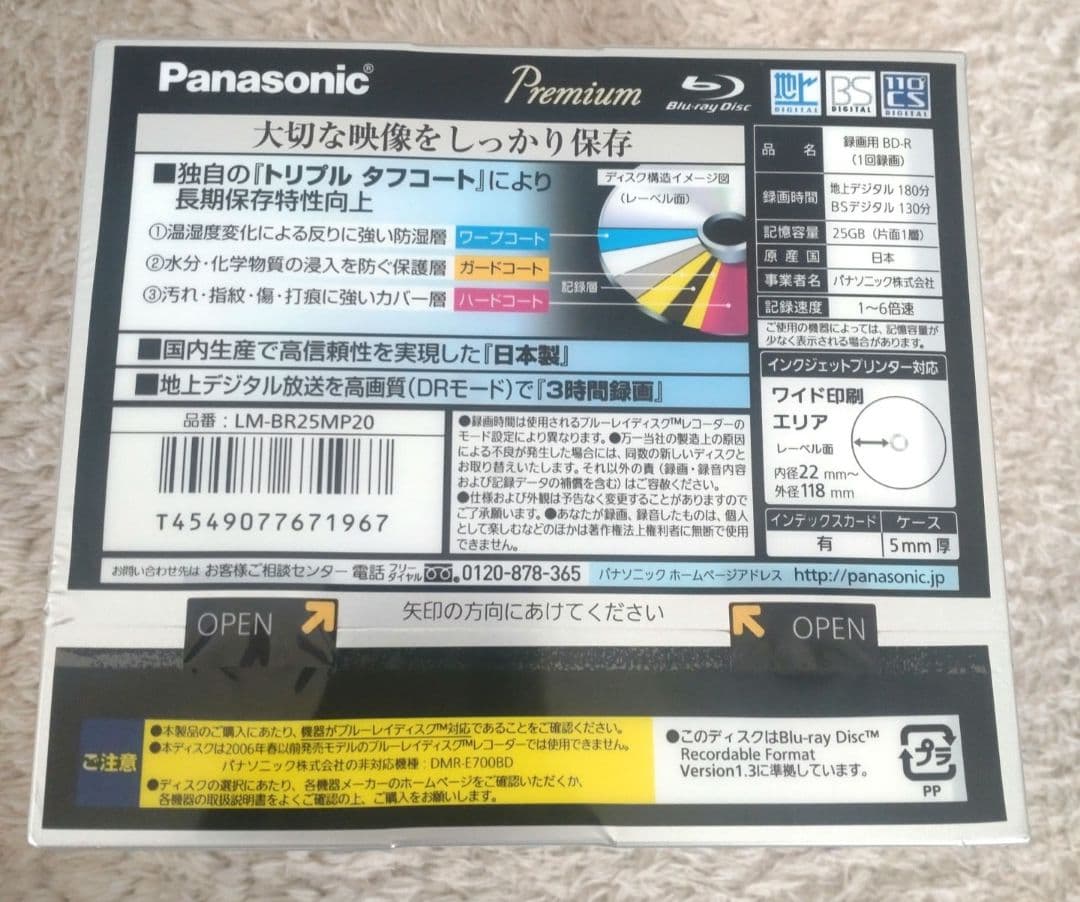 Panasonic®
Premium
Blu-ray Disc
地上
DIGITAL
BS
DIGITAL
110°
CS
DIGITAL
大切な映像をしっかり保存
■独自の『トリプル タフコート』により
長期保存特性向上
①温湿度変化による反りに強い防湿層 ワープコート
②水分・化学物質の浸入を防ぐ保護層 ガードコート
③汚れ・指紋・傷・打痕に強いカバー層 ハードコート
ディスク構造イメージ図
(レーベル面)
記録層
■国内生産で高信頼性を実現した『日本製』
■地上デジタル放送を高画質(DRモード)で『3時間録画』
品番：LM-BR25MP20
T4549077671967
●録画時間は使用されるブルーレイディスク™レコーダーの
モード設定により異なります。●万一当社の製造上の原因
による不良が発生した場合には、同数の新しいディスクと
お取り替えいたします。それ以外の責(録画・録音内容
および記録データの補償を含む)はご容赦ください。
●仕様および外観は予告なく変更することがありますので
ご了承願います。●あなたが録画、録音したものは、個人
として楽しむなどのほかは著作権法上権利者に無断で使用
できません。
品 名 録画用 BD-R
(1回録画)
録画時間 地上デジタル 180分
BSデジタル 130分
記憶容量 25GB (片面1層)
原産国 日本
事業者名 パナソニック株式会社
記録速度 1〜6倍速
ご使用の機器によっては、記憶容量が
少なく表示される場合があります。
インクジェットプリンター対応
ワイド印刷
エリア
レーベル面
内径22 mm〜
外径118 mm
インデックスカード ケース
有 5mm 厚
お問い合わせ先は お客様ご相談センター 電話 フリーダイヤル 0120-878-365 パナソニック ホームページアドレス http://panasonic.jp
OPEN 矢印の方向にあけてください OPEN
ご注意
●本製品のご購入にあたり、機器がブルーレイディスク™対応であることをご確認ください。
●本ディスクは2006年春以前発売モデルのブルーレイディスク™レコーダーでは使用できません。
パナソニック株式会社の非対応機種：DMR-E700BD
●ディスクの選択にあたり、各機器メーカーのホームページをご確認いただくか、
各機器の取扱説明書をよくご確認の上、ご購入をお願いします。
●このディスクはBlu-ray Disc™
Recordable Format
Version1.3に準拠しています。
プラ
PP